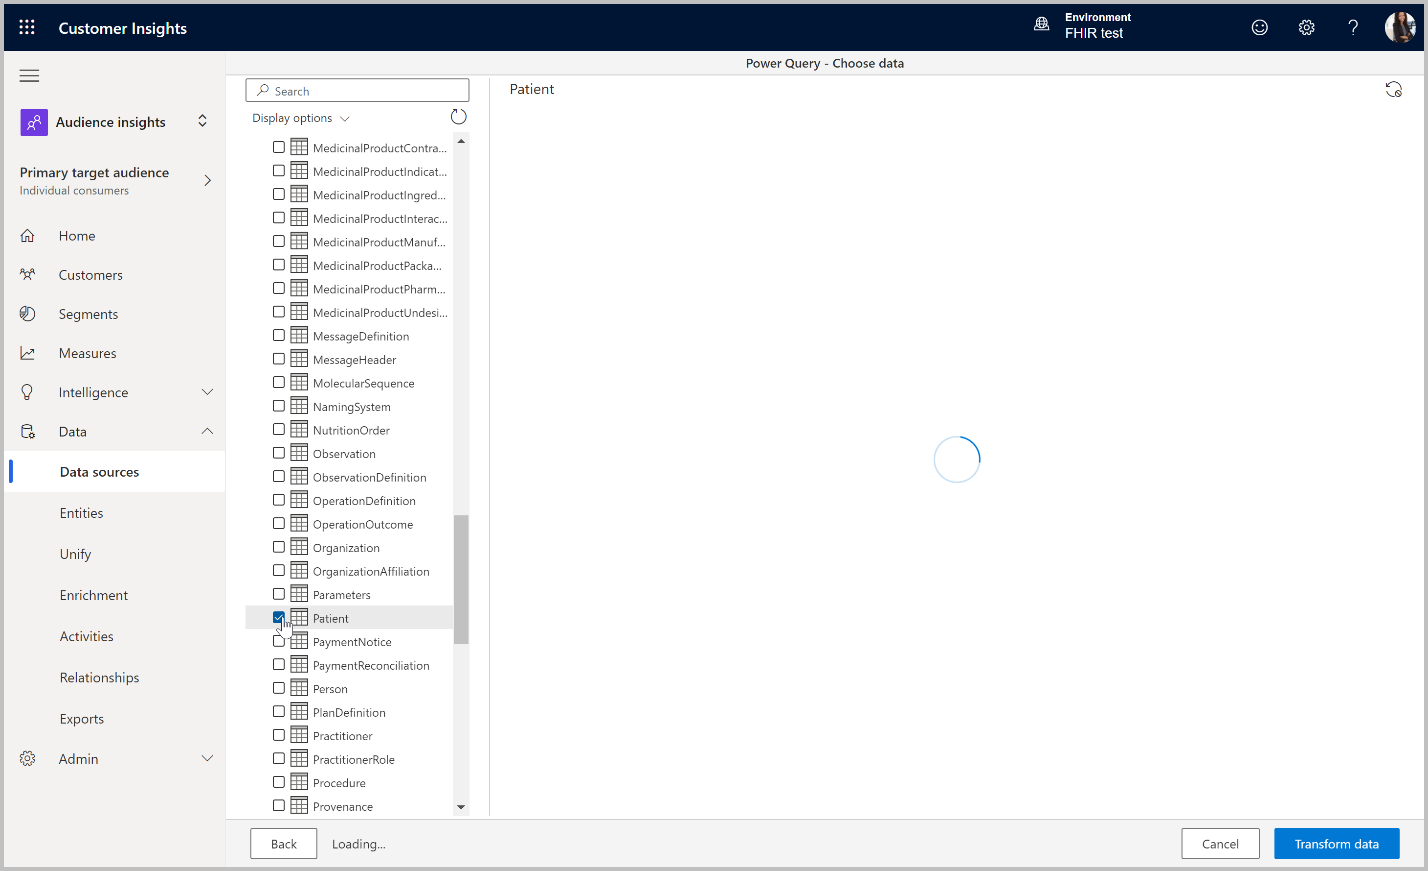 Customer Insights
Environment
FHIR test
Power Query - Choose data
Audience insights
Primary target audience
Individual consumers
Home
Customers
Segments
Measures
Intelligence
Data
Data sources
Entities
Unify
Enrichment
Activities
Relationships
Exports
Admin
Search
Display options
MedicinalProductContra...
MedicinalProductIndicat...
MedicinalProductIngred...
MedicinalProductInterac...
MedicinalProductManuf...
MedicinalProductPacka...
MedicinalProductPharm...
MedicinalProductUndesi...
MessageDefinition
MessageHeader
MolecularSequence
NamingSystem
NutritionOrder
Observation
ObservationDefinition
OperationDefinition
OperationOutcome
Organization
OrganizationAffiliation
Parameters
Patient
PaymentNotice
PaymentReconciliation
Person
PlanDefinition
Practitioner
PractitionerRole
Procedure
Provenance
Patient
Back
Loading...
Cancel
Transform data